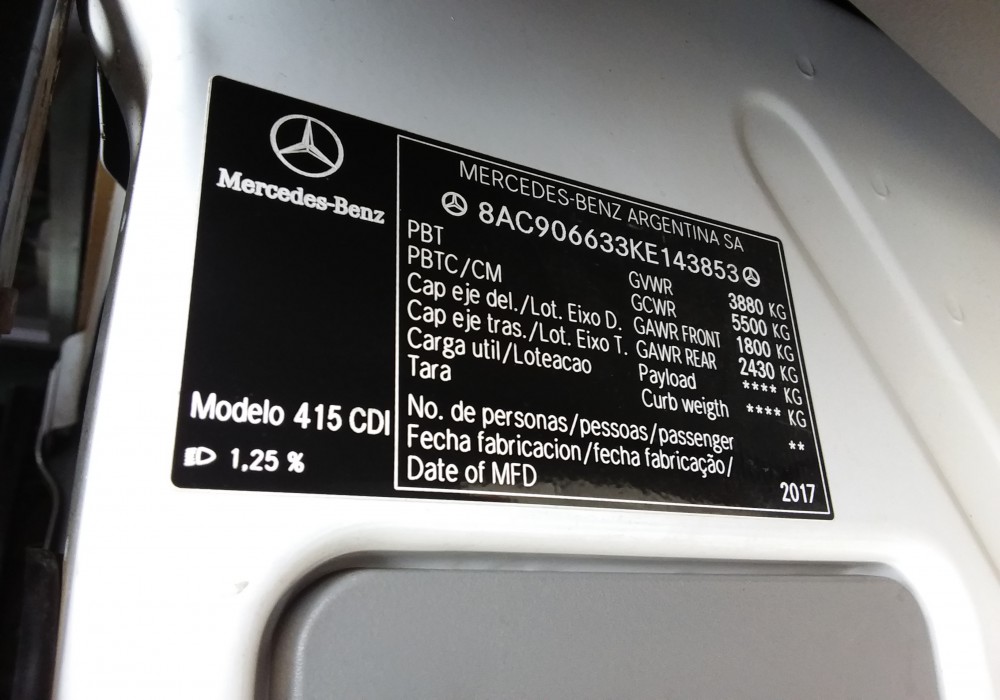 Mercedes-Benz
Modelo 415 CDI
1,25 %
MERCEDES-BENZ ARGENTINA SA
8AC906633KE143853
PBT GVWR 3880 KG
PBTC/CM GCWR 5500 KG
Cap eje del./Lot. Eixo D. GAWR FRONT 1800 KG
Cap eje tras./Lot. Eixo T. GAWR REAR 2430 KG
Carga util/Loteacao Payload **** KG
Tara Curb weigth **** KG
No. de personas/pessoas/passenger **
Fecha fabricacion/fecha fabricação/
Date of MFD 2017